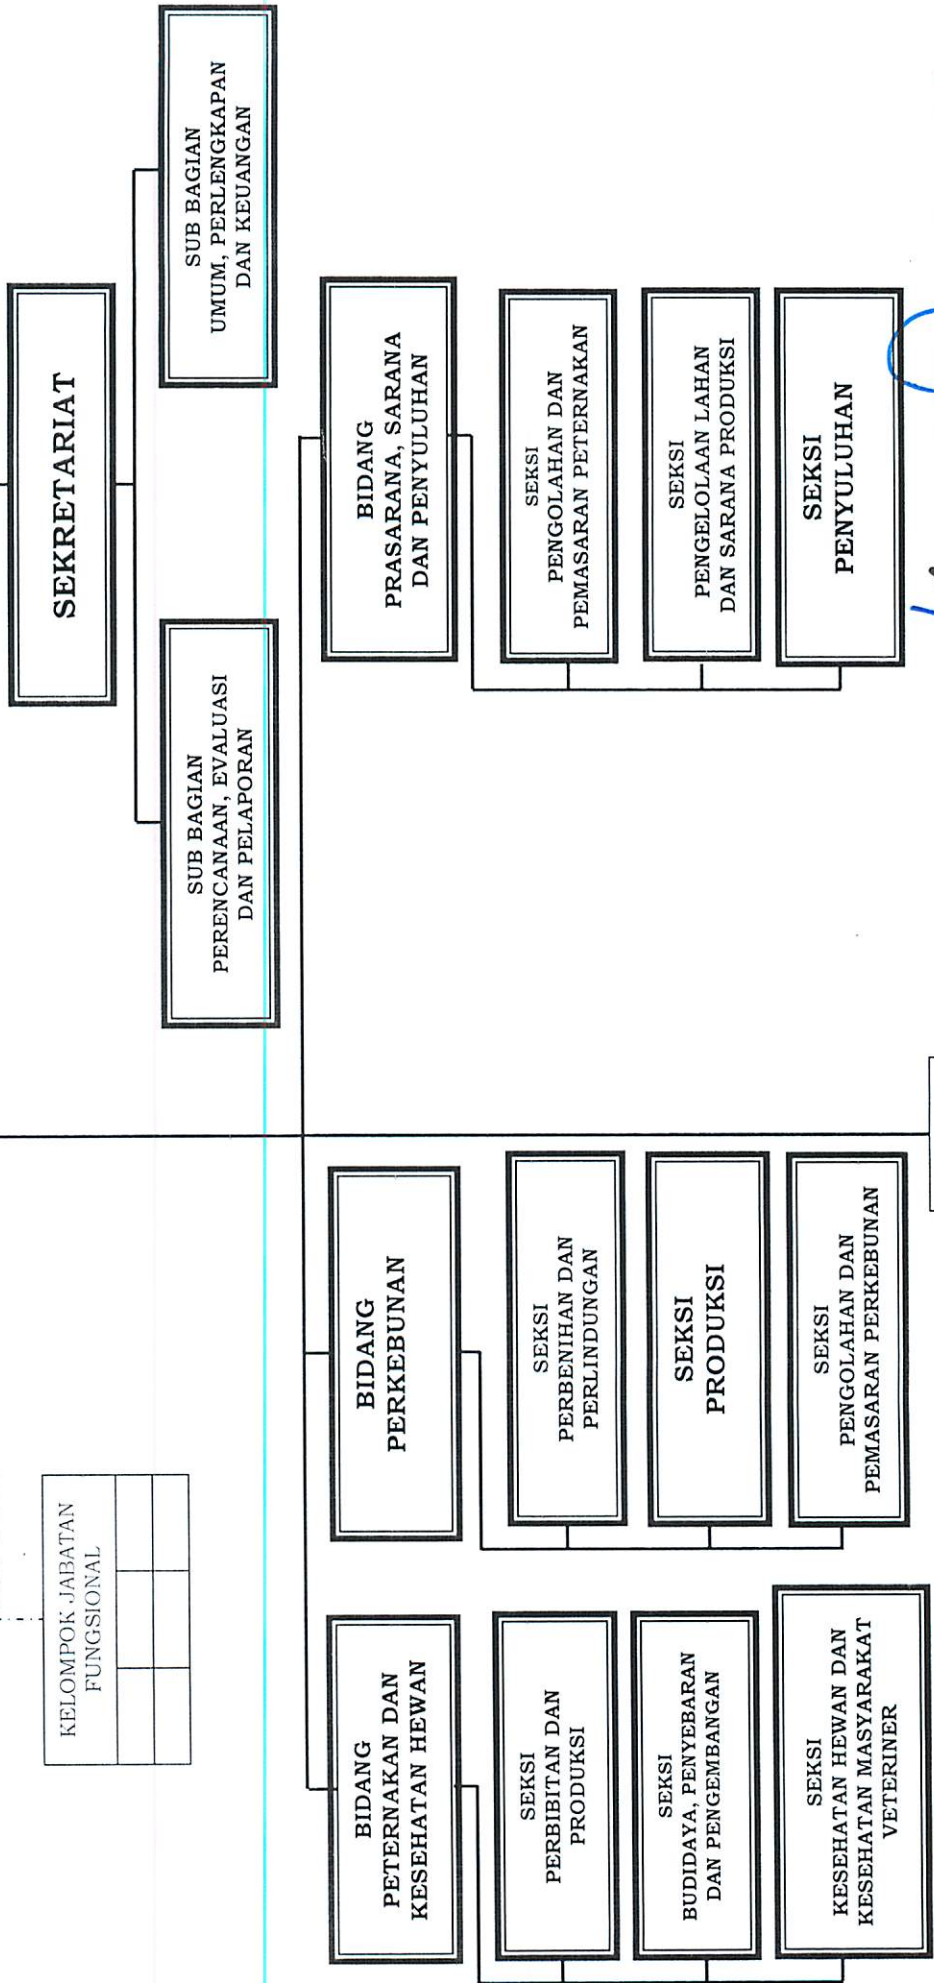 SEKRETARIAT
SUB BAGIAN
PERENCANAAN, EVALUASI
DAN PELAPORAN
SUB BAGIAN
UMUM, PERLENGKAPAN
DAN KEUANGAN
KELOMPOK JABATAN
FUNGSIONAL
BIDANG
PETERNAKAN DAN
KESEHATAN HEWAN
BIDANG
PERKEBUNAN
BIDANG
PRASARANA, SARANA
DAN PENYULUHAN
SEKSI
PERBIBITAN DAN
PRODUKSI
SEKSI
PERBENIHAN DAN
PERLINDUNGAN
SEKSI
PENGOLAHAN DAN
PEMASARAN PETERNAKAN
SEKSI
BUDIDAYA, PENYEBARAN
DAN PENGEMBANGAN
SEKSI
PRODUKSI
SEKSI
PENGELOLAAN LAHAN
DAN SARANA PRODUKSI
SEKSI
KESEHATAN HEWAN DAN
KESEHATAN MASYARAKAT
VETERINER
SEKSI
PENGOLAHAN DAN
PEMASARAN PERKEBUNAN
SEKSI
PENYULUHAN